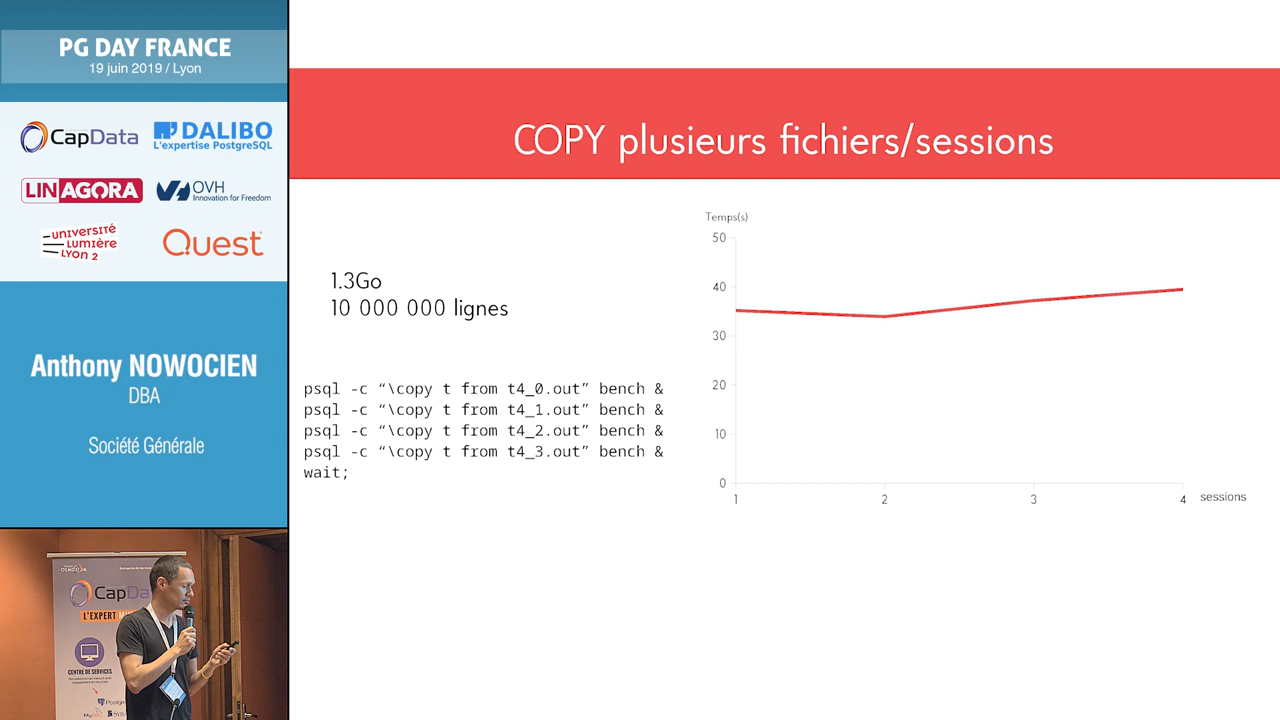 PG DAY FRANCE
19 juin 2019 / Lyon
CapData
DALIBO
L'expertise PostgreSQL
LINAGORA
OVH
Innovation for Freedom
UNIVERSITÉ
LUMIÈRE
LYON 2
Quest
Anthony NOWOCIEN
DBA
Société Générale
COPY plusieurs fichiers/sessions
1.3Go
10 000 000 lignes
psql -c “\copy t from t4_0.out” bench &
psql -c “\copy t from t4_1.out” bench &
psql -c “\copy t from t4_2.out” bench &
psql -c “\copy t from t4_3.out” bench &
wait;
Temps(s)
50
40
30
20
10
0
1 2 3 4 sessions
CapDa
L'EXPERT
CENTRE DE SERVICES